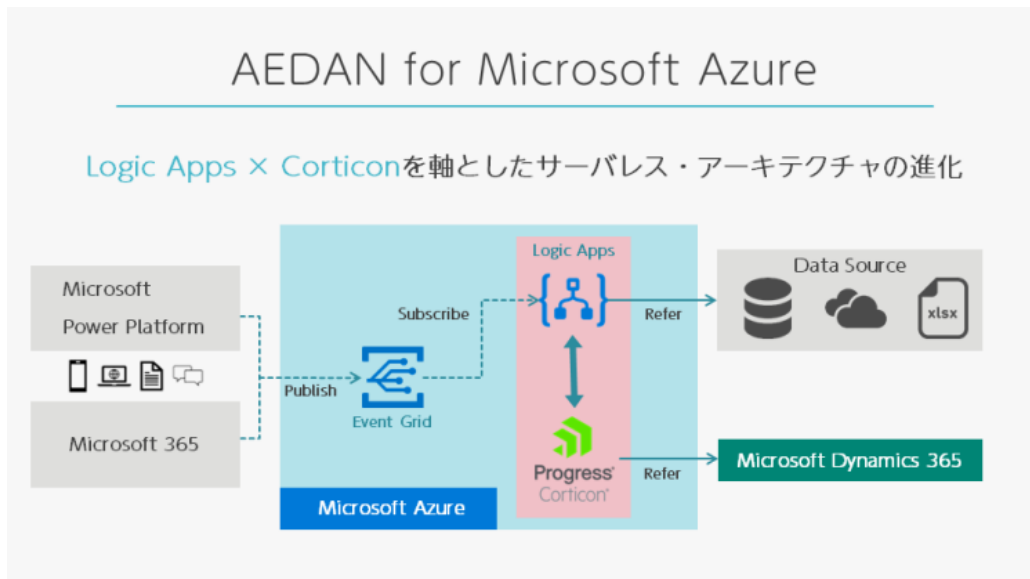 AEDAN for Microsoft Azure
Logic Apps × Corticonを軸としたサーバレス・アーキテクチャの進化
Microsoft
Power Platform
Microsoft 365
Publish
Event Grid
Subscribe
Logic Apps
Progress®
Corticon®
Microsoft Azure
Refer
Data Source
xlsx
Refer
Microsoft Dynamics 365